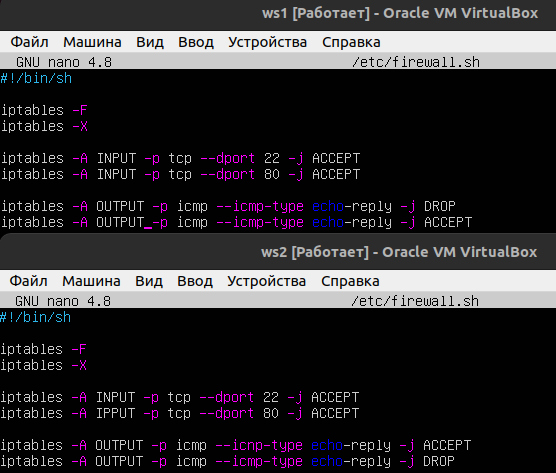 ws1 [Работает] - Oracle VM VirtualBox
Файл Машина Вид Ввод Устройства Справка
GNU nano 4.8 /etc/firewall.sh
#!/bin/sh
iptables -F
iptables -X
iptables -A INPUT -p tcp --dport 22 -j ACCEPT
iptables -A INPUT -p tcp --dport 80 -j ACCEPT
iptables -A OUTPUT -p icmp --icmp-type echo-reply -j DROP
iptables -A OUTPUT_-p icmp --icmp-type echo-reply -j ACCEPT
ws2 [Работает] - Oracle VM VirtualBox
Файл Машина Вид Ввод Устройства Справка
GNU nano 4.8 /etc/firewall.sh
#!/bin/sh
iptables -F
iptables -X
iptables -A INPUT -p tcp --dport 22 -j ACCEPT
iptables -A IPPUT -p tcp --dport 80 -j ACCEPT
iptables -A OUTPUT -p icmp --icnp-type echo-reply -j ACCEPT
iptables -A OUTPUT -p icmp --icmp-type echo-reply -j DROP